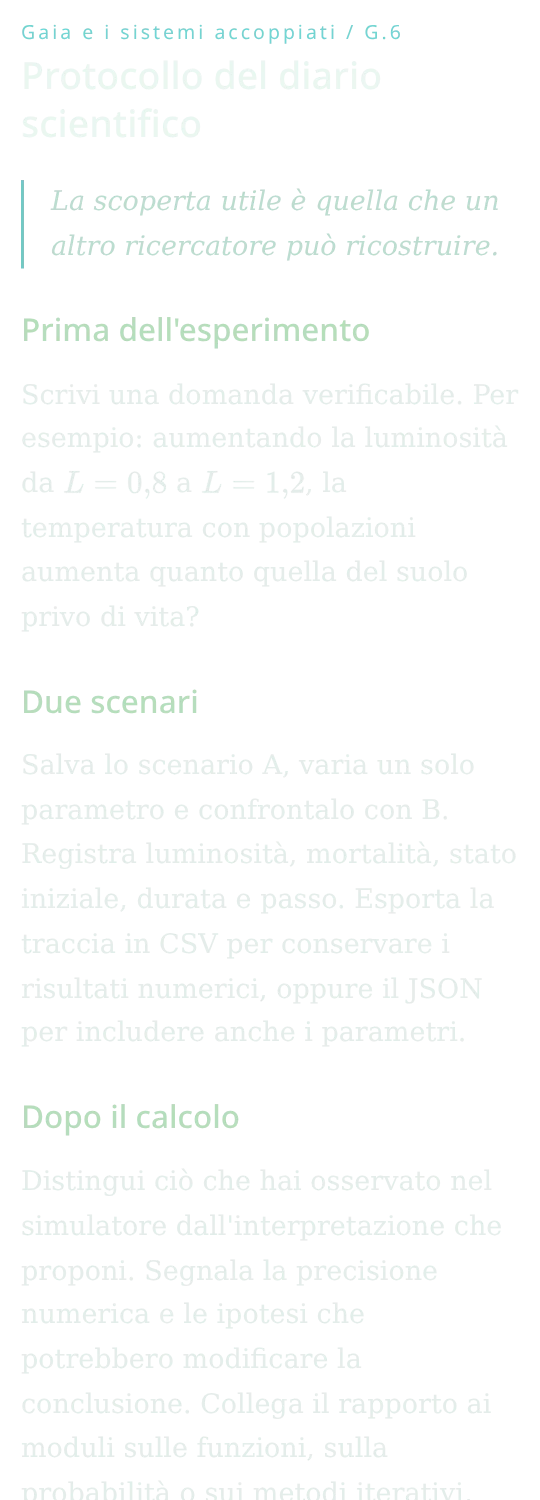 Gaia e i sistemi accoppiati / G.6
Protocollo del diario
scientifico
La scoperta utile è quella che un
altro ricercatore può ricostruire.
Prima dell'esperimento
Scrivi una domanda verificabile. Per
esempio: aumentando la luminosità
da L = 0,8 a L = 1,2, la
temperatura con popolazioni
aumenta quanto quella del suolo
privo di vita?
Due scenari
Salva lo scenario A, varia un solo
parametro e confrontalo con B.
Registra luminosità, mortalità, stato
iniziale, durata e passo. Esporta la
traccia in CSV per conservare i
risultati numerici, oppure il JSON
per includere anche i parametri.
Dopo il calcolo
Distingui ciò che hai osservato nel
simulatore dall'interpretazione che
proponi. Segnala la precisione
numerica e le ipotesi che
potrebbero modificare la
conclusione. Collega il rapporto ai
moduli sulle funzioni, sulla
probabilità o sui metodi iterativi.